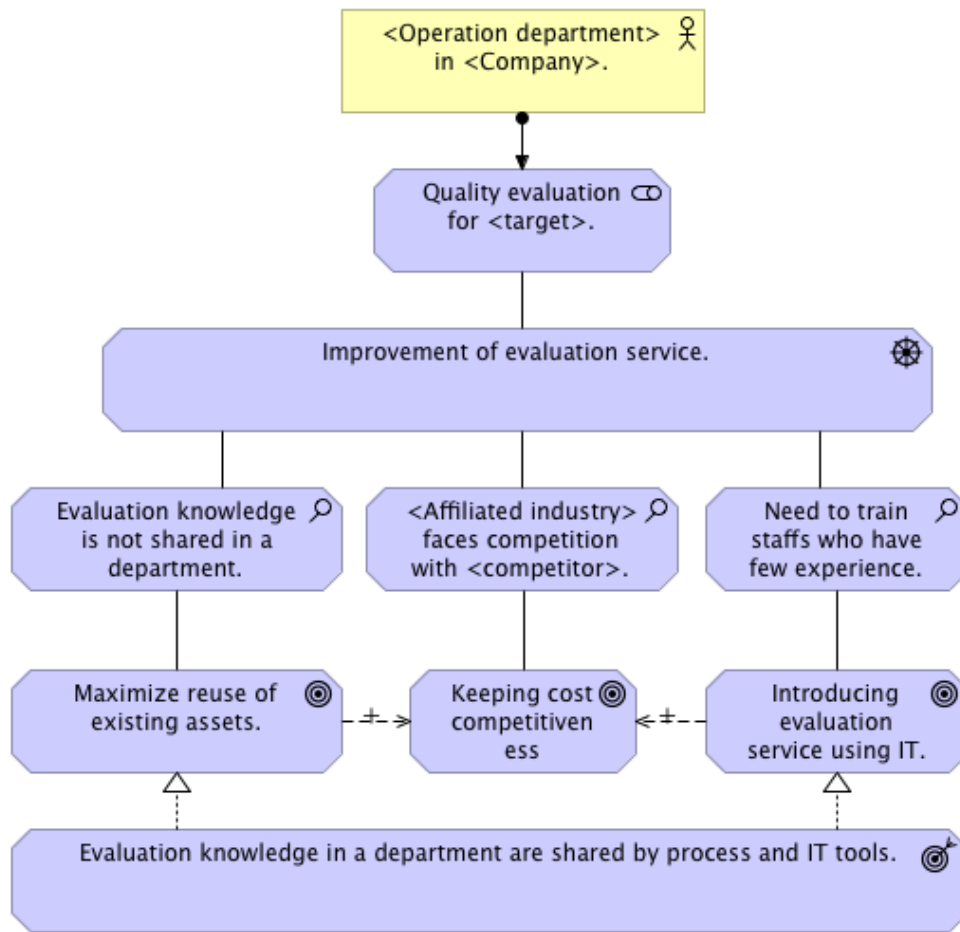 <Operation department>
in <Company>.
Quality evaluation
for <target>.
Improvement of evaluation service.
Evaluation knowledge
is not shared in a
department.
<Affiliated industry>
faces competition
with <competitor>.
Need to train
staffs who have
few experience.
Maximize reuse of
existing assets.
+
Keeping cost
competitiven
ess
+
Introducing
evaluation
service using IT.
Evaluation knowledge in a department are shared by process and IT tools.